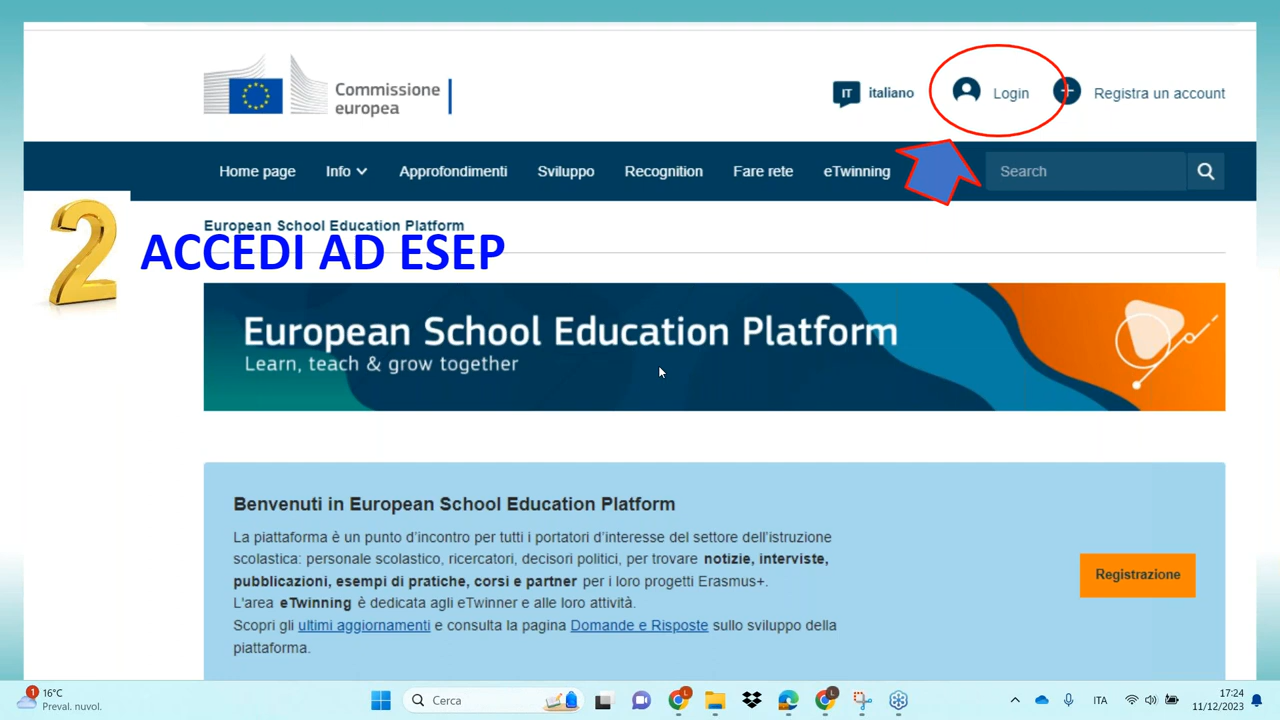 Commissione
europea
IT italiano
Login
Registra un account
Home page Info Approfondimenti Sviluppo Recognition Fare rete eTwinning Search
European School Education Platform
2 ACCEDI AD ESEP
European School Education Platform
Learn, teach & grow together
Benvenuti in European School Education Platform
La piattaforma è un punto d'incontro per tutti i portatori d'interesse del settore dell'istruzione
scolastica: personale scolastico, ricercatori, decisori politici, per trovare notizie, interviste,
pubblicazioni, esempi di pratiche, corsi e partner per i loro progetti Erasmus+.
L'area eTwinning è dedicata agli eTwinner e alle loro attività.
Scopri gli ultimi aggiornamenti e consulta la pagina Domande e Risposte sullo sviluppo della
piattaforma.
Registrazione
1 16°C
Preval. nuvol.
Cerca
L L
ITA
17:24
11/12/2023